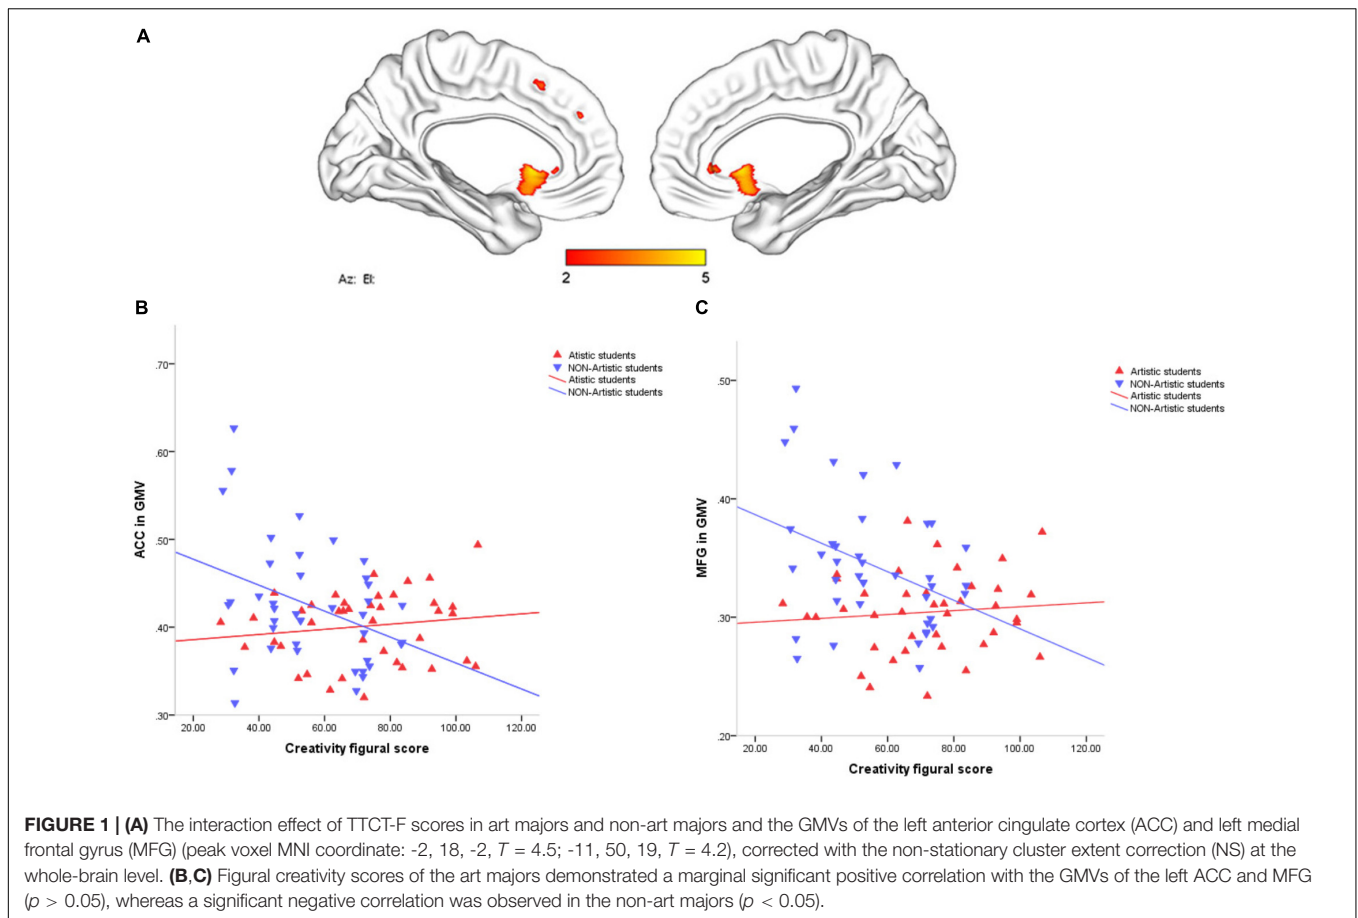 A
Az: El:
2 5
B
C
.70
.60
.50
.40
.30
ACC in GMV
20.00 40.00 60.00 80.00 100.00 120.00
Creativity figural score
Atistic students
NON-Artistic students
Atistic students
NON-Artistic students
.50
.40
.30
.20
MFG in GMV
20.00 40.00 60.00 80.00 100.00 120.00
Creativity figural score
Artistic students
NON-Artistic students
Artistic students
NON-Artistic students
FIGURE 1 | (A) The interaction effect of TTCT-F scores in art majors and non-art majors and the GMVs of the left anterior cingulate cortex (ACC) and left medial
frontal gyrus (MFG) (peak voxel MNI coordinate: -2, 18, -2, T = 4.5; -11, 50, 19, T = 4.2), corrected with the non-stationary cluster extent correction (NS) at the
whole-brain level. (B,C) Figural creativity scores of the art majors demonstrated a marginal significant positive correlation with the GMVs of the left ACC and MFG
(p > 0.05), whereas a significant negative correlation was observed in the non-art majors (p < 0.05).